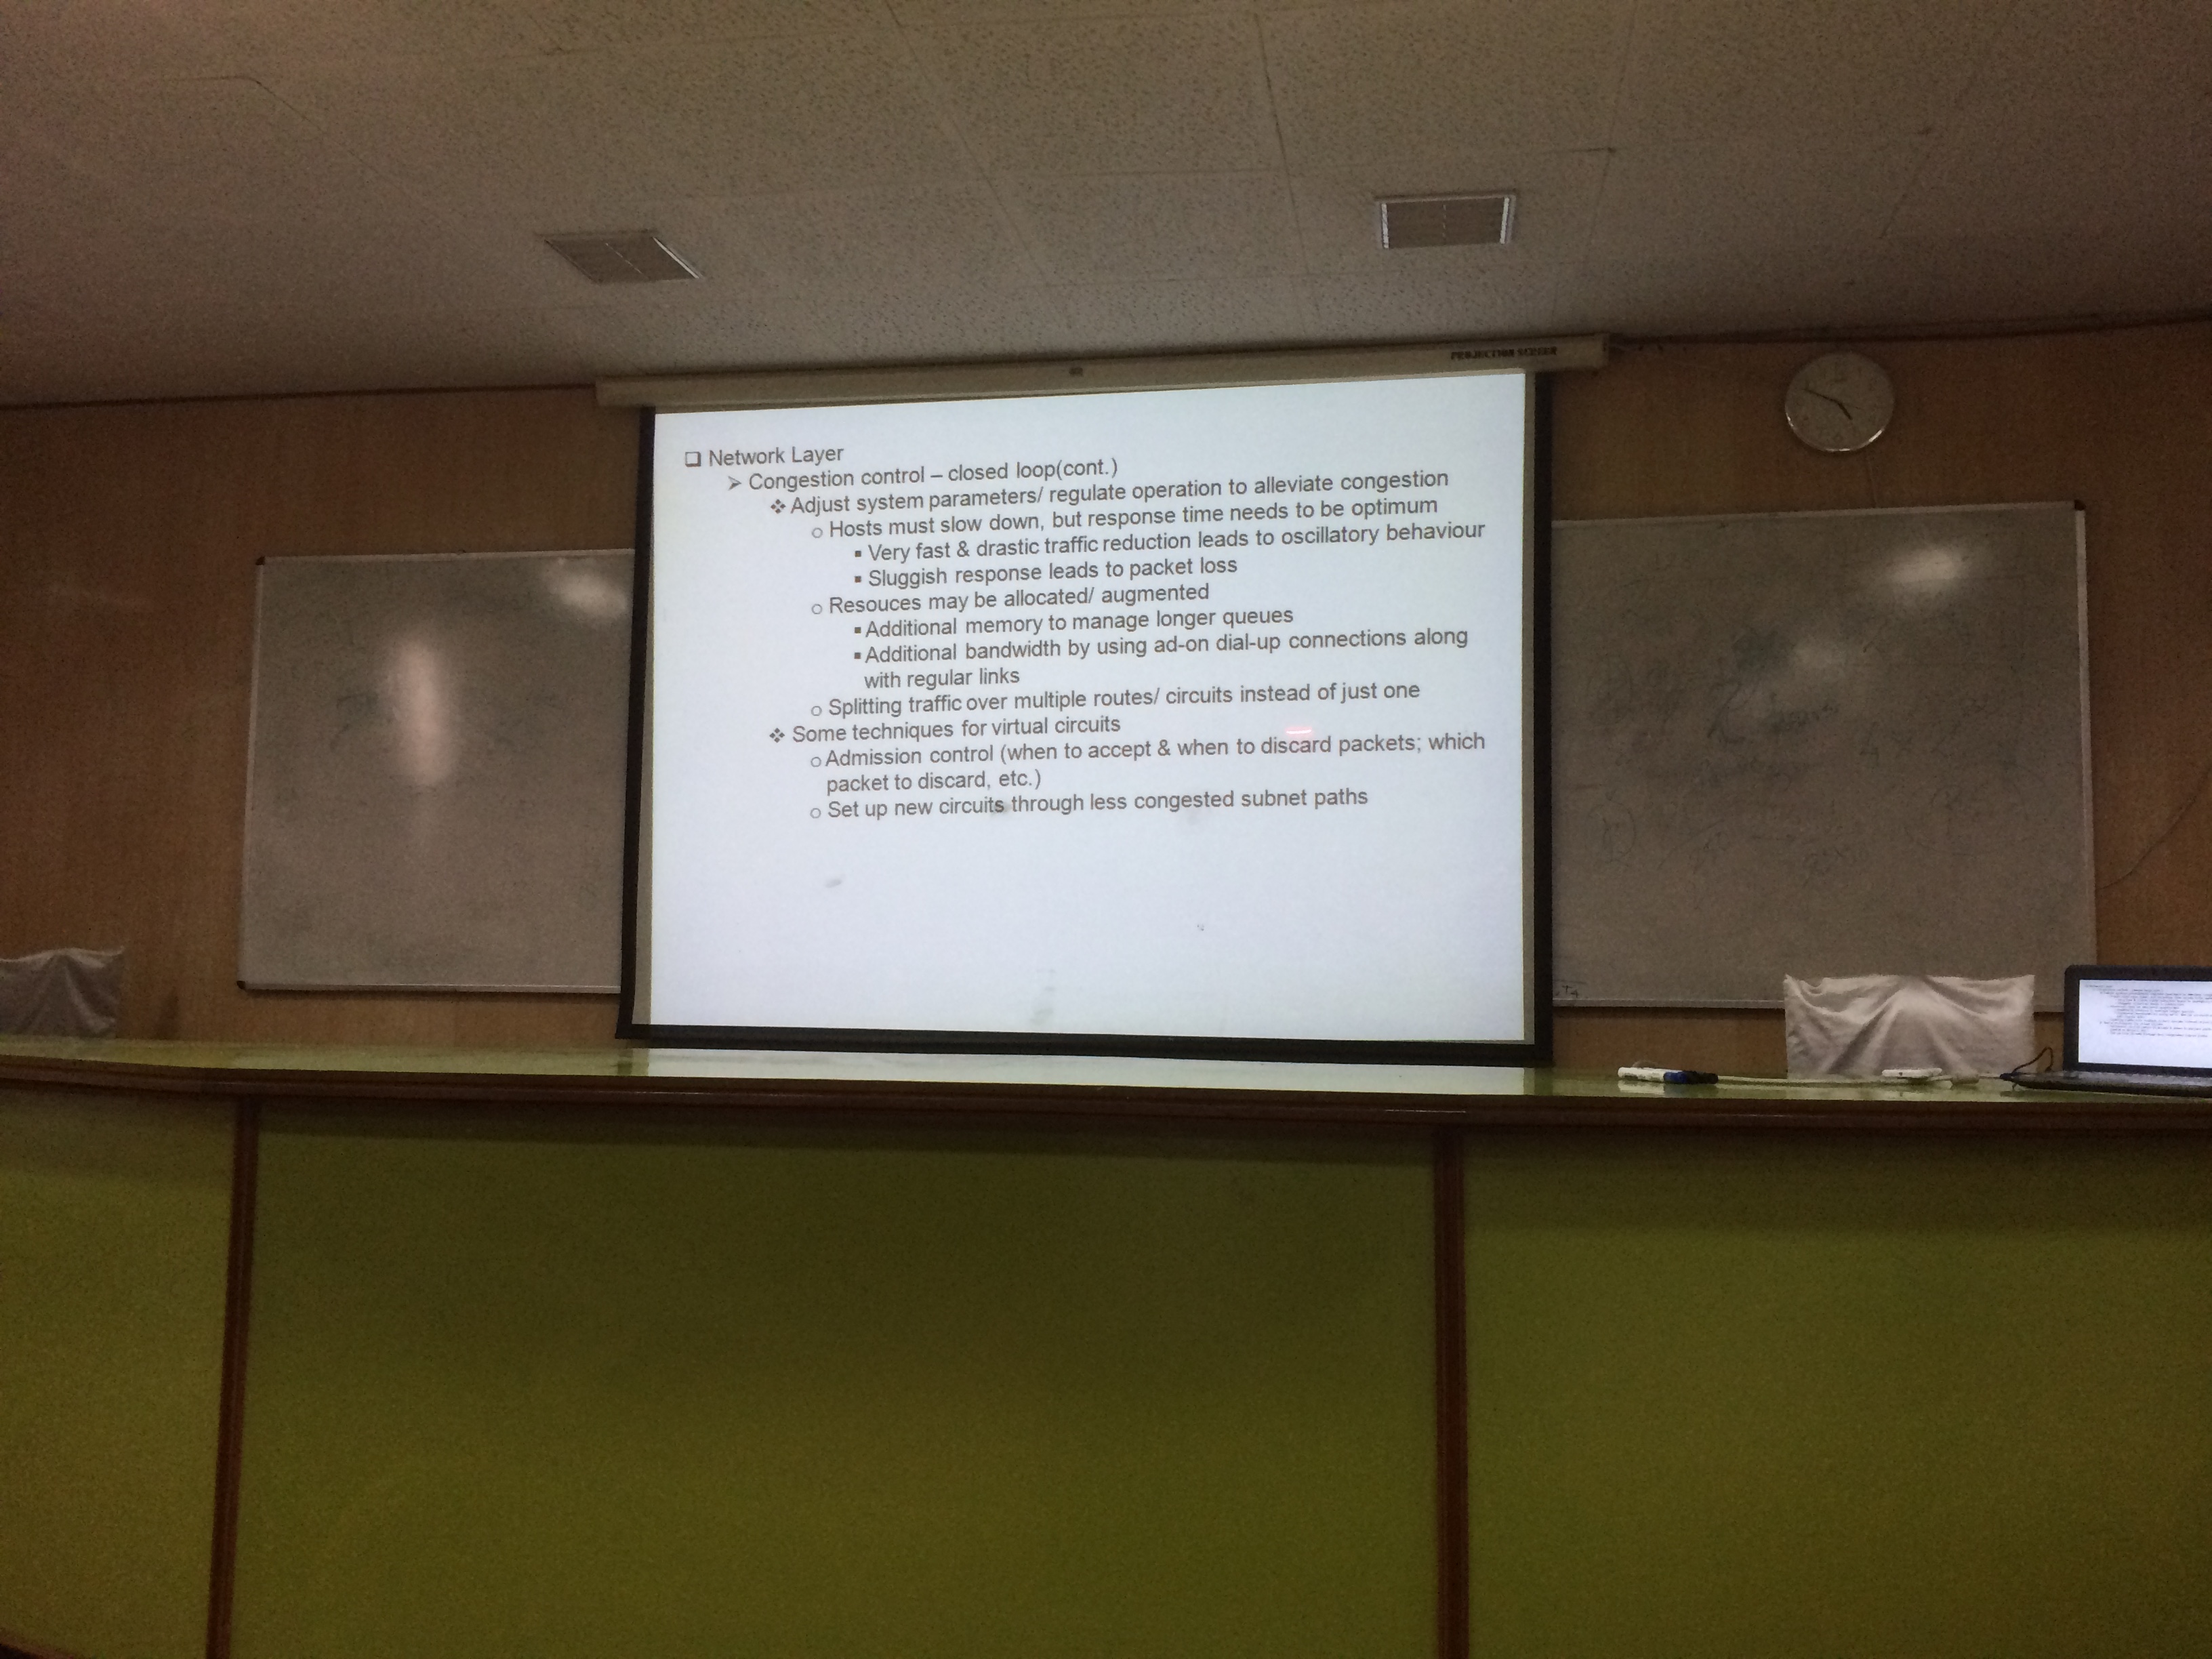 PROJECTION SCREEN
❑ Network Layer
➢ Congestion control – closed loop(cont.)
❖ Adjust system parameters/ regulate operation to alleviate congestion
o Hosts must slow down, but response time needs to be optimum
▪ Very fast & drastic traffic reduction leads to oscillatory behaviour
▪ Sluggish response leads to packet loss
o Resouces may be allocated/ augmented
▪ Additional memory to manage longer queues
▪ Additional bandwidth by using ad-on dial-up connections along
with regular links
o Splitting traffic over multiple routes/ circuits instead of just one
❖ Some techniques for virtual circuits
o Admission control (when to accept & when to discard packets; which
packet to discard, etc.)
o Set up new circuits through less congested subnet paths